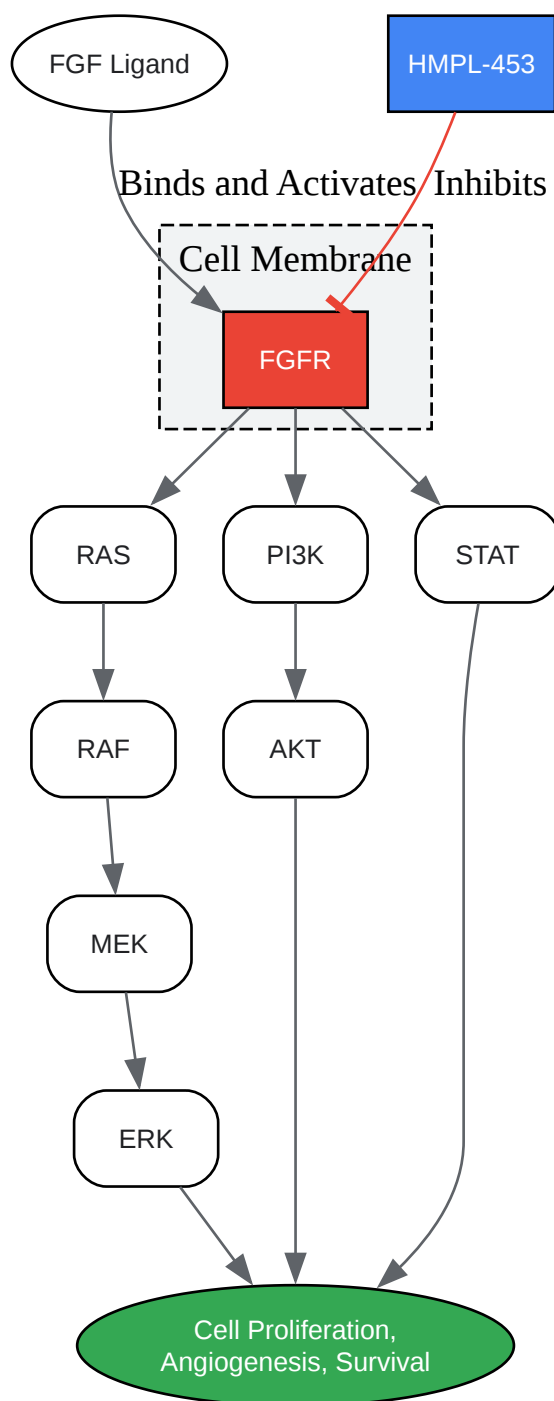 FGF Ligand
HMPL-453
Binds and Activates
Inhibits
Cell Membrane
FGFR
RAS
PI3K
STAT
RAF
AKT
MEK
ERK
Cell Proliferation,
Angiogenesis, Survival